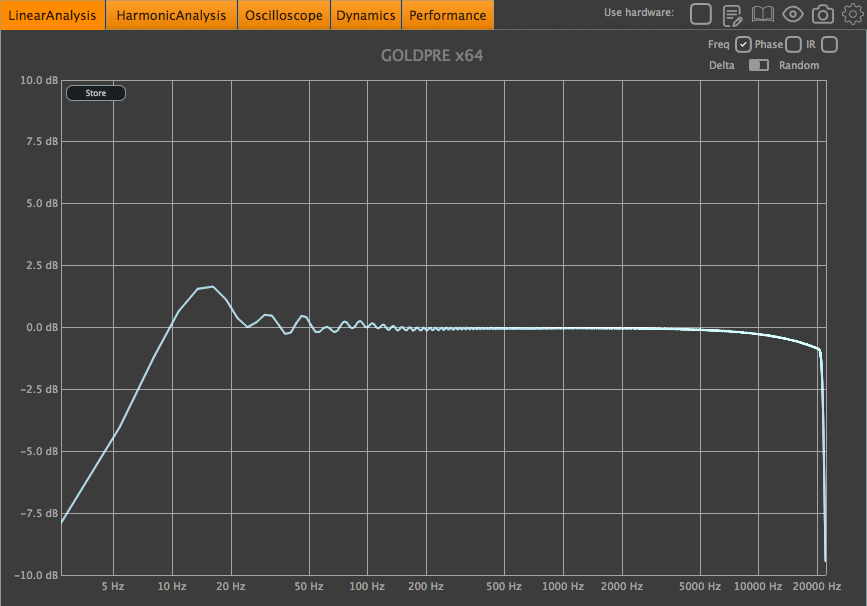 LinearAnalysis HarmonicAnalysis Oscilloscope Dynamics Performance Use hardware:
GOLDPRE x64
Freq Phase IR
Delta Random
10.0 dB
Store
7.5 dB
5.0 dB
2.5 dB
0.0 dB
-2.5 dB
-5.0 dB
-7.5 dB
-10.0 dB
5 Hz 10 Hz 20 Hz 50 Hz 100 Hz 200 Hz 500 Hz 1000 Hz 2000 Hz 5000 Hz 10000 Hz 20000 Hz